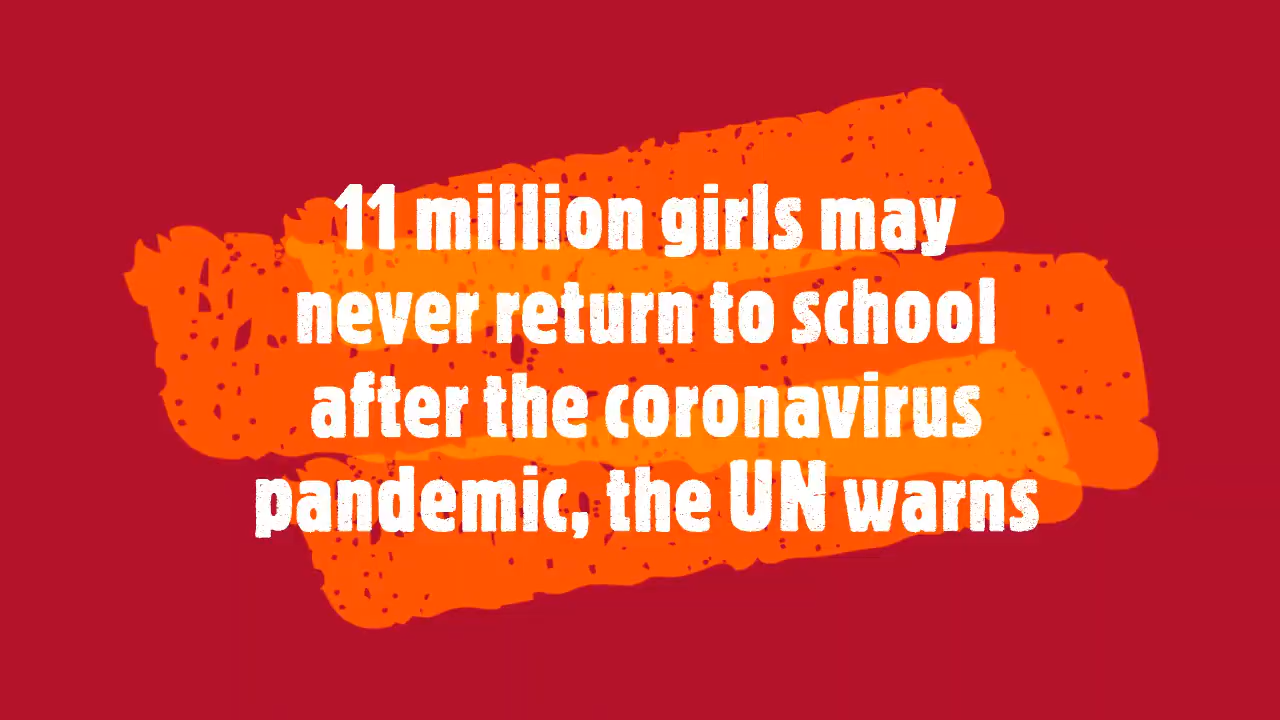 11 million girls may
never return to school
after the coronavirus
pandemic, the UN warns